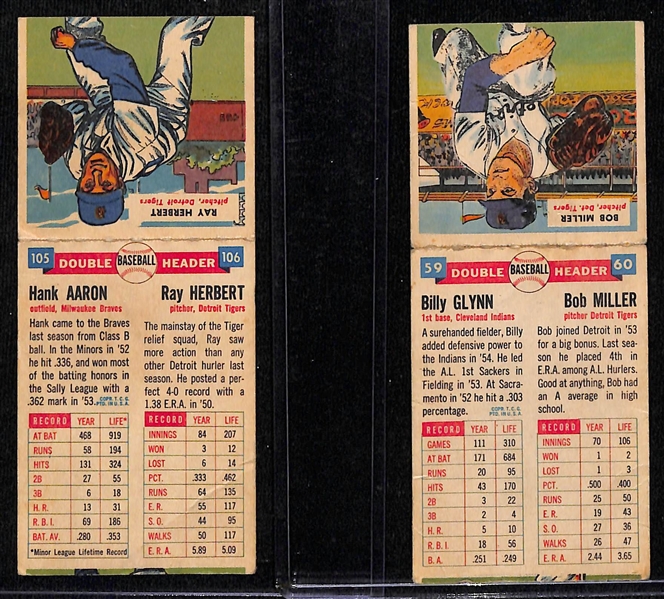 RAY HERBERT
pitcher, Detroit Tigers
105 DOUBLE BASEBALL HEADER 106
Hank AARON
outfield, Milwaukee Braves
Hank came to the Braves
last season from Class B
ball. In the Minors in '52
he hit .336, and won most
of the batting honors in
the Sally League with a
.362 mark in '53.
COPR. T. C. G.
PTD. IN U. S. A.
Ray HERBERT
pitcher, Detroit Tigers
The mainstay of the Tiger
relief squad, Ray saw
more action than any
other Detroit hurler last
season. He posted a per-
fect 4-0 record with a
1.38 E.R.A. in '50.
RECORD YEAR LIFE*
AT BAT 468 919
RUNS 58 194
HITS 131 324
2B 27 55
3B 6 18
H. R. 13 31
R. B. I. 69 186
BAT. AV. .280 .353
*Minor League Lifetime Record
RECORD YEAR LIFE
INNINGS 84 207
WON 3 12
LOST 6 14
PCT. .333 .462
RUNS 64 135
E. R. 55 117
S. O. 44 95
WALKS 50 117
E. R. A. 5.89 5.09
BOB MILLER
pitcher, Det. Tigers
59 DOUBLE BASEBALL HEADER 60
Billy GLYNN
1st base, Cleveland Indians
A surehanded fielder, Billy
added defensive power to
the Indians in '54. He led
the A.L. 1st Sackers in
Fielding in '53. At Sacra-
mento in '52 he hit a .303
percentage.
COPR. T. C. G.
PTD. IN U. S. A.
Bob MILLER
pitcher Detroit Tigers
Bob joined Detroit in '53
for a big bonus. Last sea-
son he placed 4th in
E.R.A. among A.L. Hurlers.
Good at anything, Bob had
an A average in high
school.
RECORD YEAR LIFE
GAMES 111 310
AT BAT 171 684
RUNS 20 95
HITS 43 170
2B 3 22
3B 2 4
H. R. 5 10
R. B. I. 18 56
B. A. .251 .249
RECORD YEAR LIFE
INNINGS 70 106
WON 1 2
LOST 1 3
PCT. .500 .400
RUNS 25 50
E. R. 19 43
S. O. 27 36
WALKS 26 47
E. R. A. 2.44 3.65